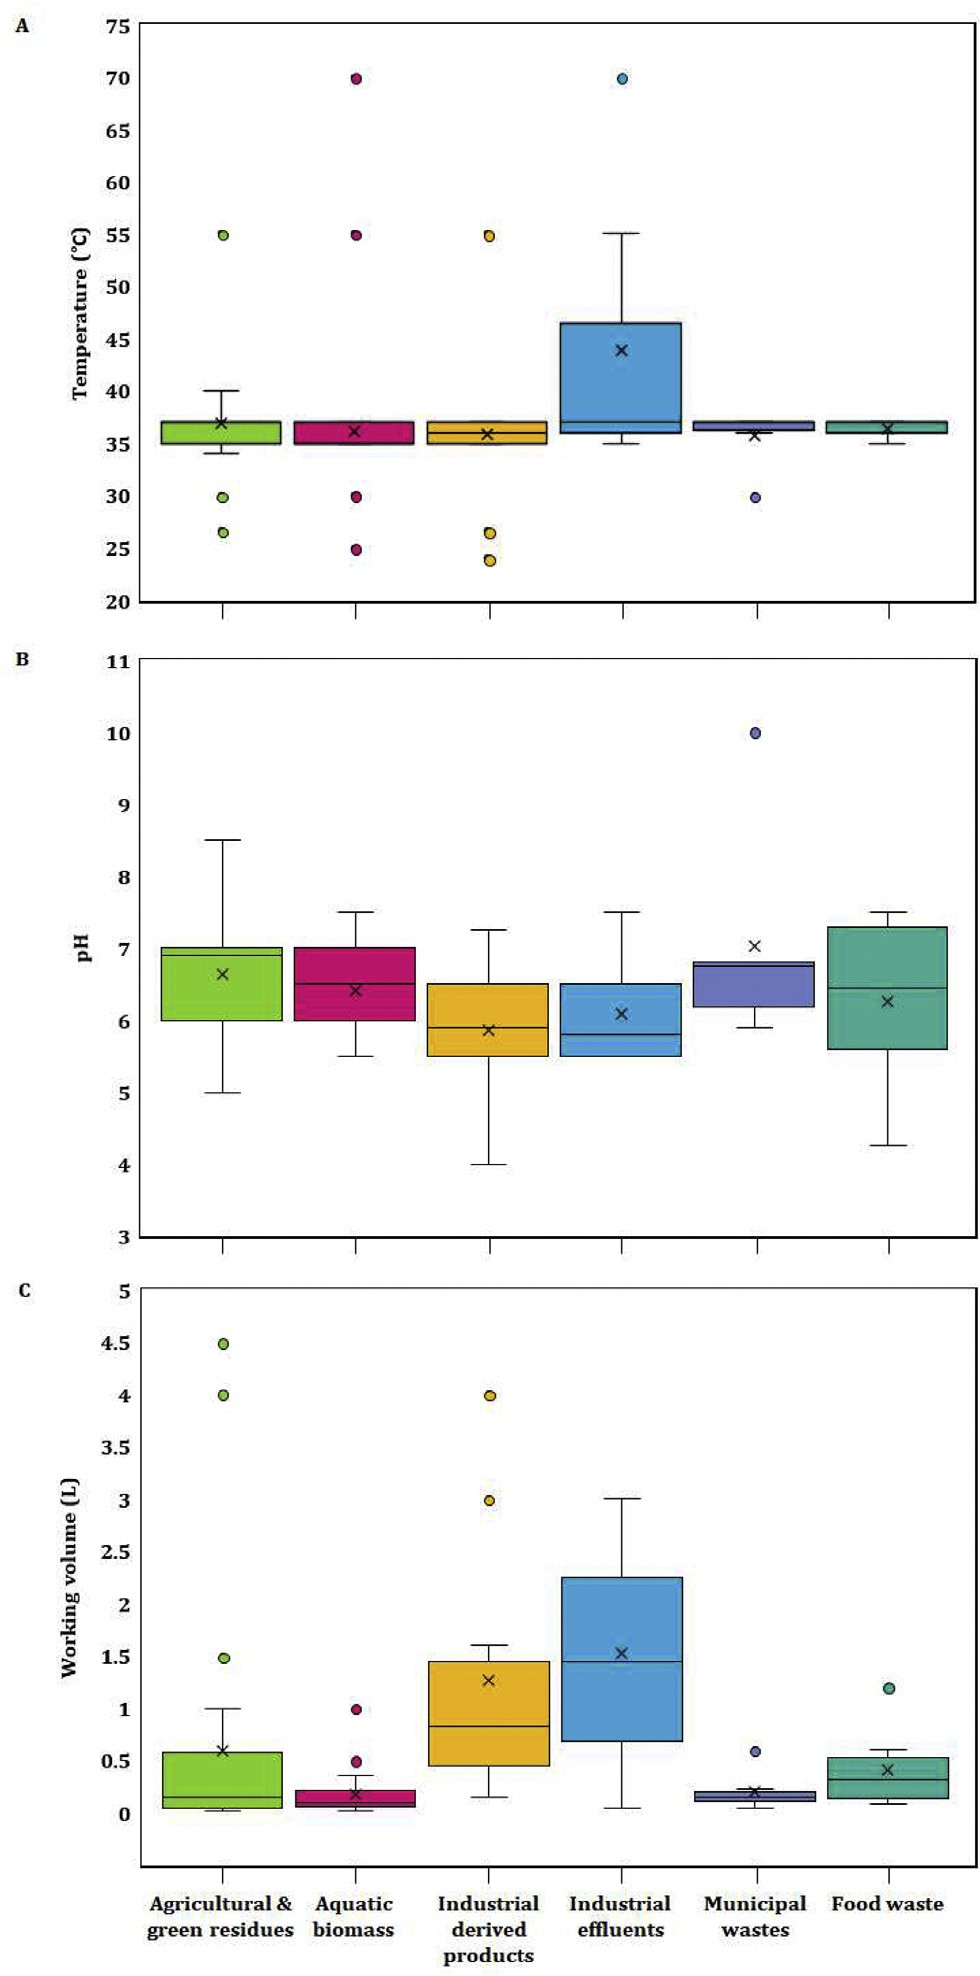 A
75
70
65
60
55
50
45
40
35
30
25
20
Temperature (°C)
B
11
10
9
8
7
6
5
4
3
pH
C
5
4.5
4
3.5
3
2.5
2
1.5
1
0.5
0
Working volume (L)
Agricultural &
green residues
Aquatic
biomass
Industrial
derived
products
Industrial
effluents
Municipal
wastes
Food waste